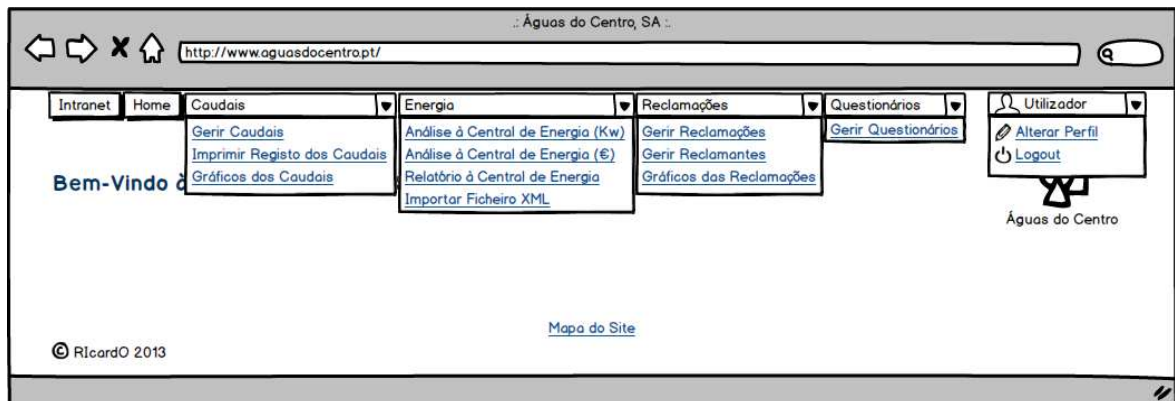 .: Águas do Centro, SA :.
http://www.aguasdocentro.pt/
Intranet Home Caudais Energia Reclamações Questionários Utilizador
Gerir Caudais Análise à Central de Energia (Kw) Gerir Reclamações Gerir Questionários Alterar Perfil
Imprimir Registo dos Caudais Análise à Central de Energia (€) Gerir Reclamantes Logout
Bem-Vindo à Gráficos dos Caudais Relatório à Central de Energia Gráficos das Reclamações
Importar Ficheiro XML
Águas do Centro
Mapa do Site
© RIcardO 2013